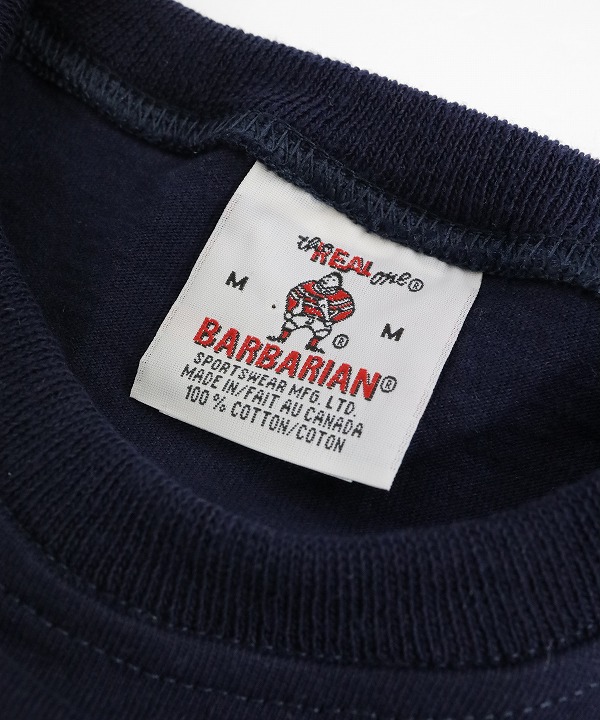 the REAL one®
M
M
®
BARBARIAN®
SPORTSWEAR MFG. LTD.
MADE IN/FAIT AU CANADA
100% COTTON/COTON